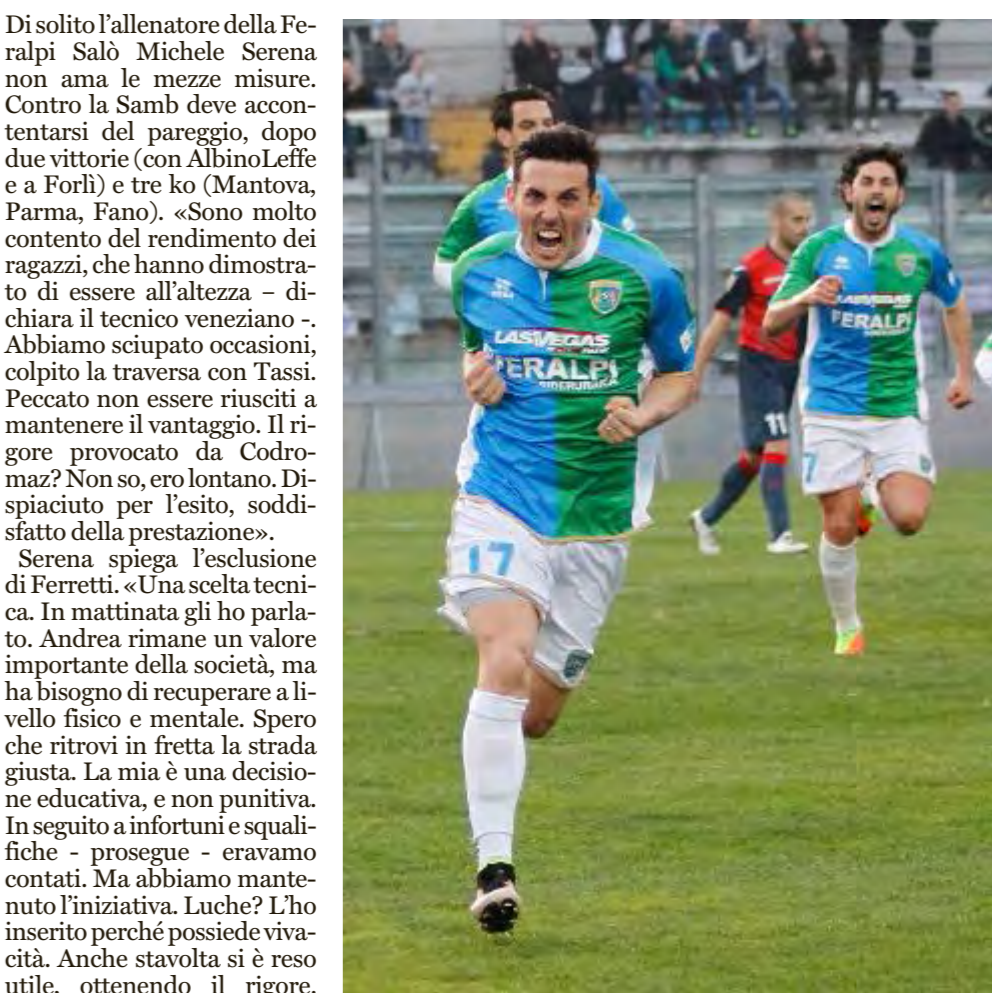 Di solito l'allenatore della Fe-
ralpi Salò Michele Serena
non ama le mezze misure.
Contro la Samb deve accon-
tentarsi del pareggio, dopo
due vittorie (con AlbinoLeffe
e a Forlì) e tre ko (Mantova,
Parma, Fano). «Sono molto
contento del rendimento dei
ragazzi, che hanno dimostra-
to di essere all'altezza – di-
chiara il tecnico veneziano -.
Abbiamo sciupato occasioni,
colpito la traversa con Tassi.
Peccato non essere riusciti a
mantenere il vantaggio. Il ri-
gore provocato da Codro-
maz? Non so, ero lontano. Di-
spiaciuto per l'esito, soddi-
sfatto della prestazione».
Serena spiega l'esclusione
di Ferretti. «Una scelta tecni-
ca. In mattinata gli ho parla-
to. Andrea rimane un valore
importante della società, ma
ha bisogno di recuperare a li-
vello fisico e mentale. Spero
che ritrovi in fretta la strada
giusta. La mia è una decisio-
ne educativa, e non punitiva.
In seguito a infortuni e squali-
fiche - prosegue - eravamo
contati. Ma abbiamo mante-
nuto l'iniziativa. Luche? L'ho
inserito perché possiede viva-
cità. Anche stavolta si è reso
utile, ottenendo il rigore.
LASVEGAS
FERALPI
SIDERURGICA
17
LASVEGAS
FERALPI
7
11